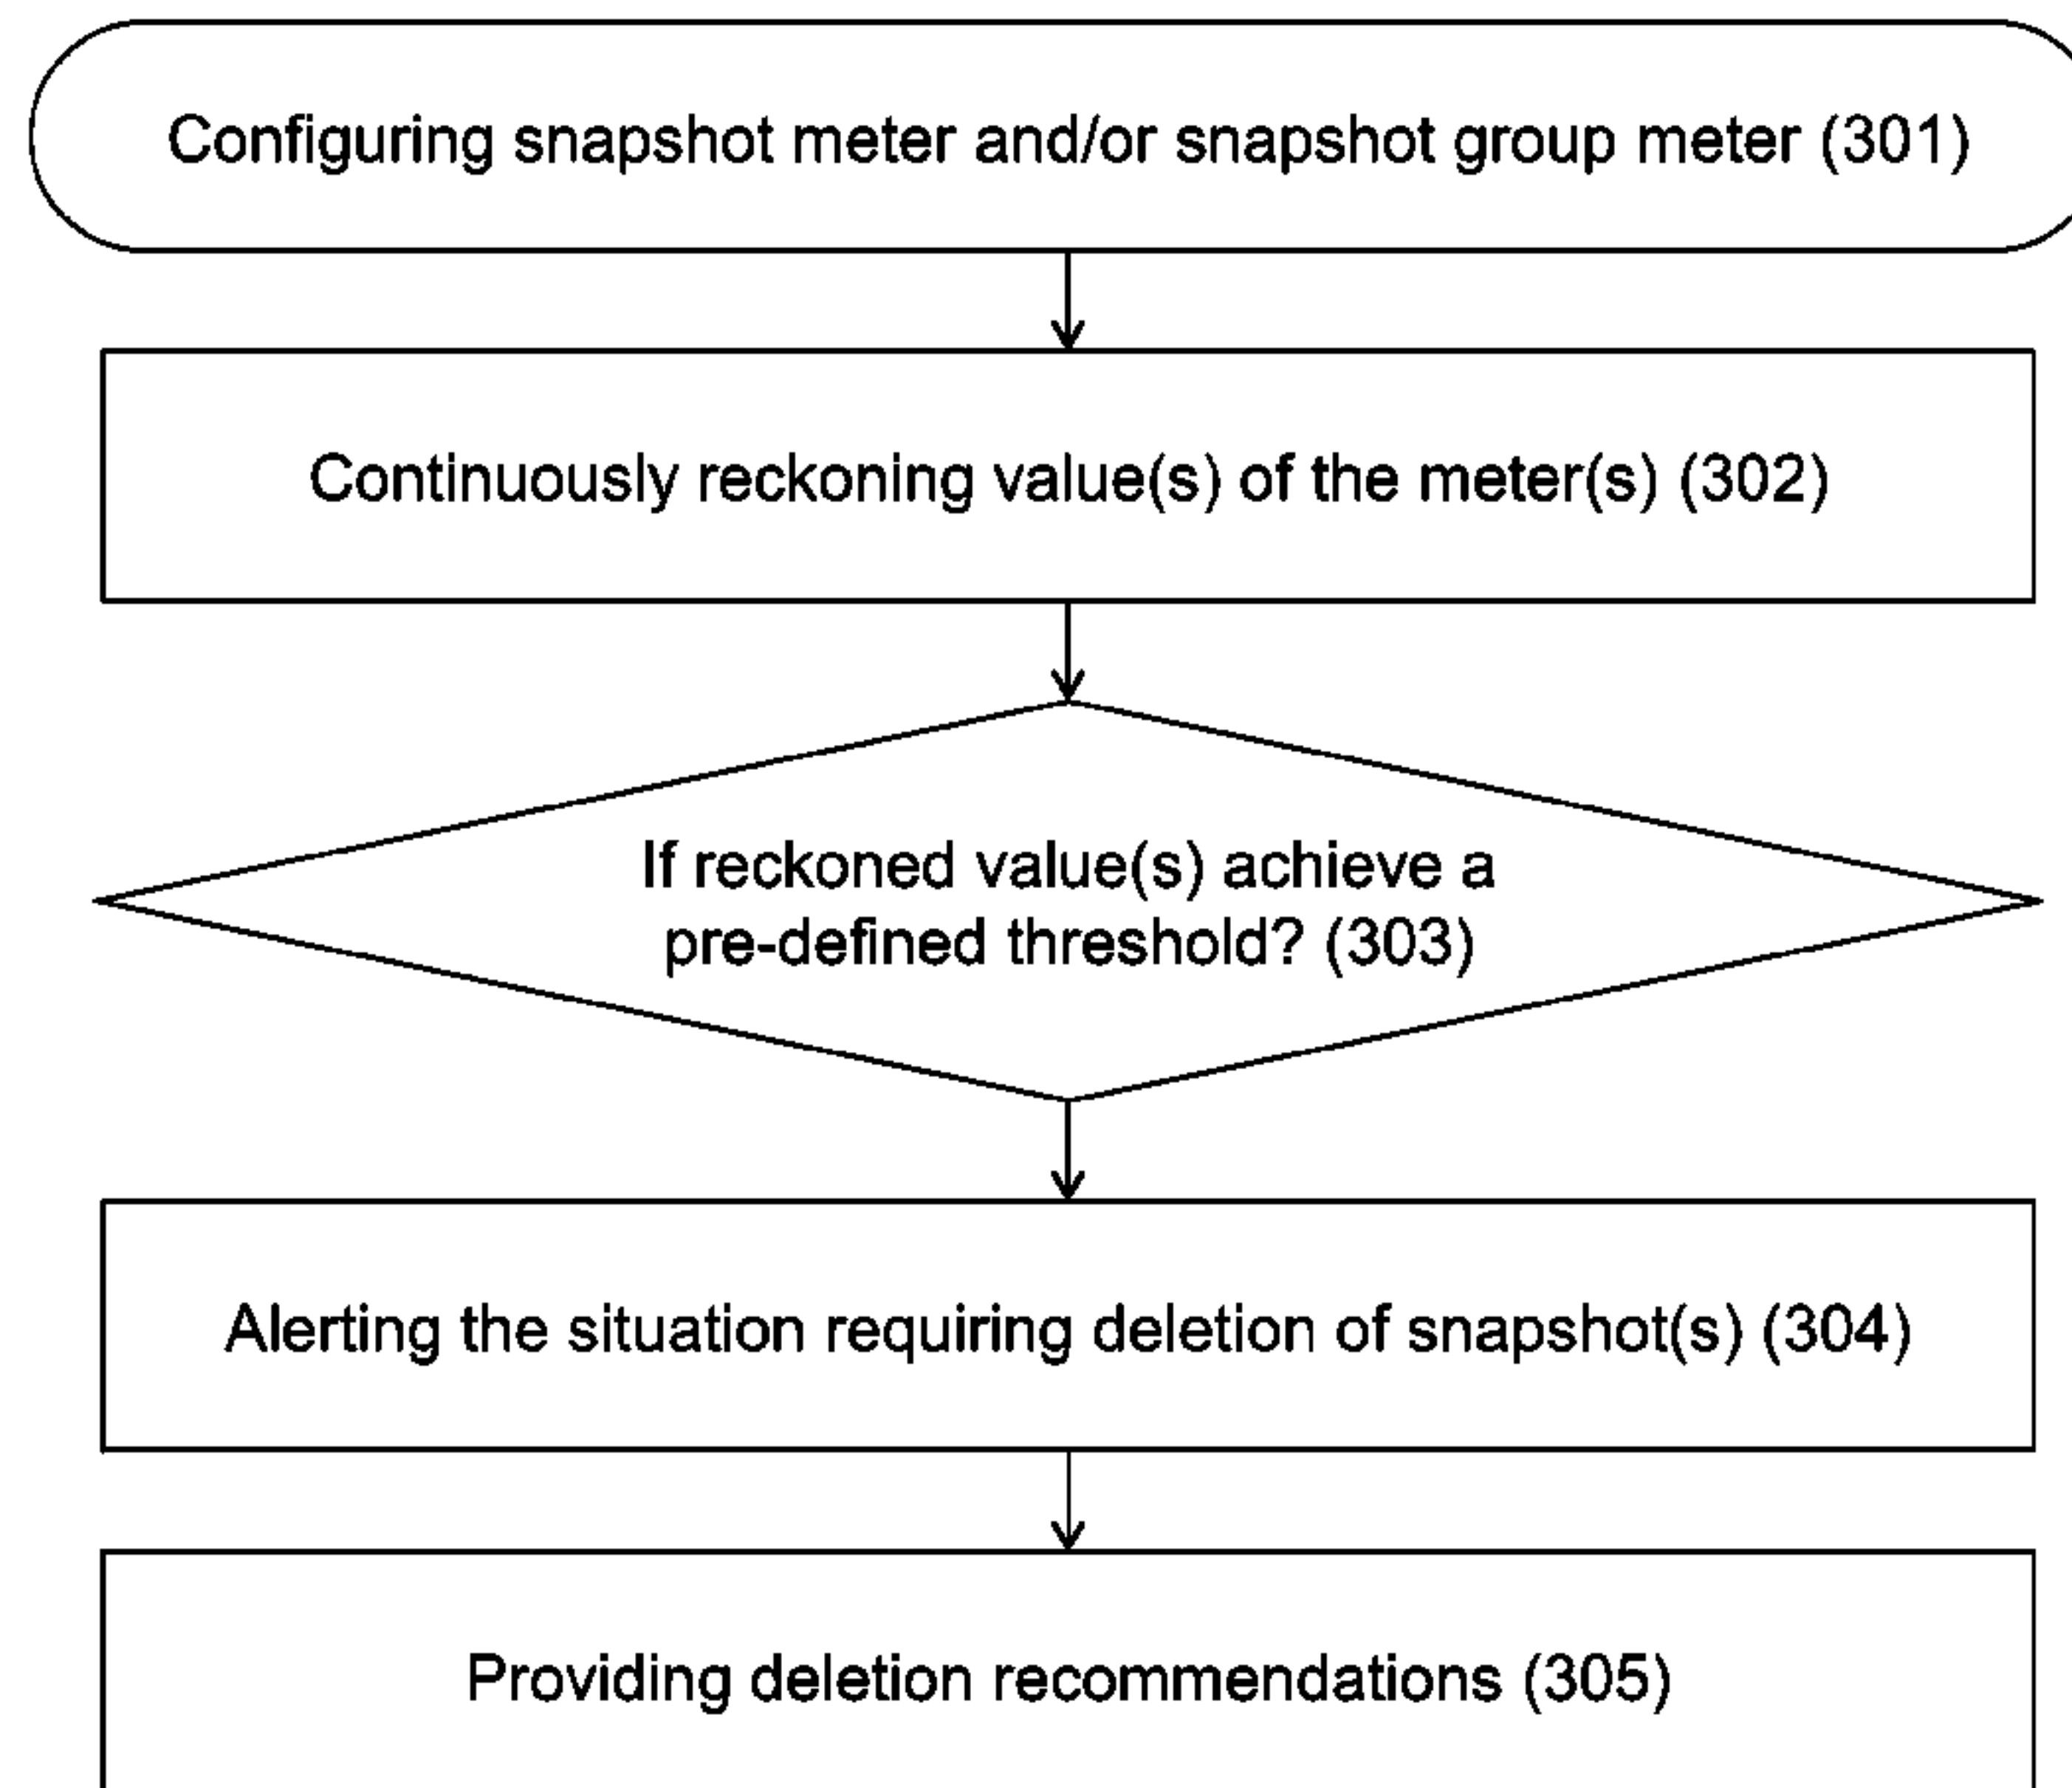 Configuring snapshot meter and/or snapshot group meter (301)
Continuously reckoning value(s) of the meter(s) (302)
If reckoned value(s) achieve a
pre-defined threshold? (303)
Alerting the situation requiring deletion of snapshot(s) (304)
Providing deletion recommendations (305)